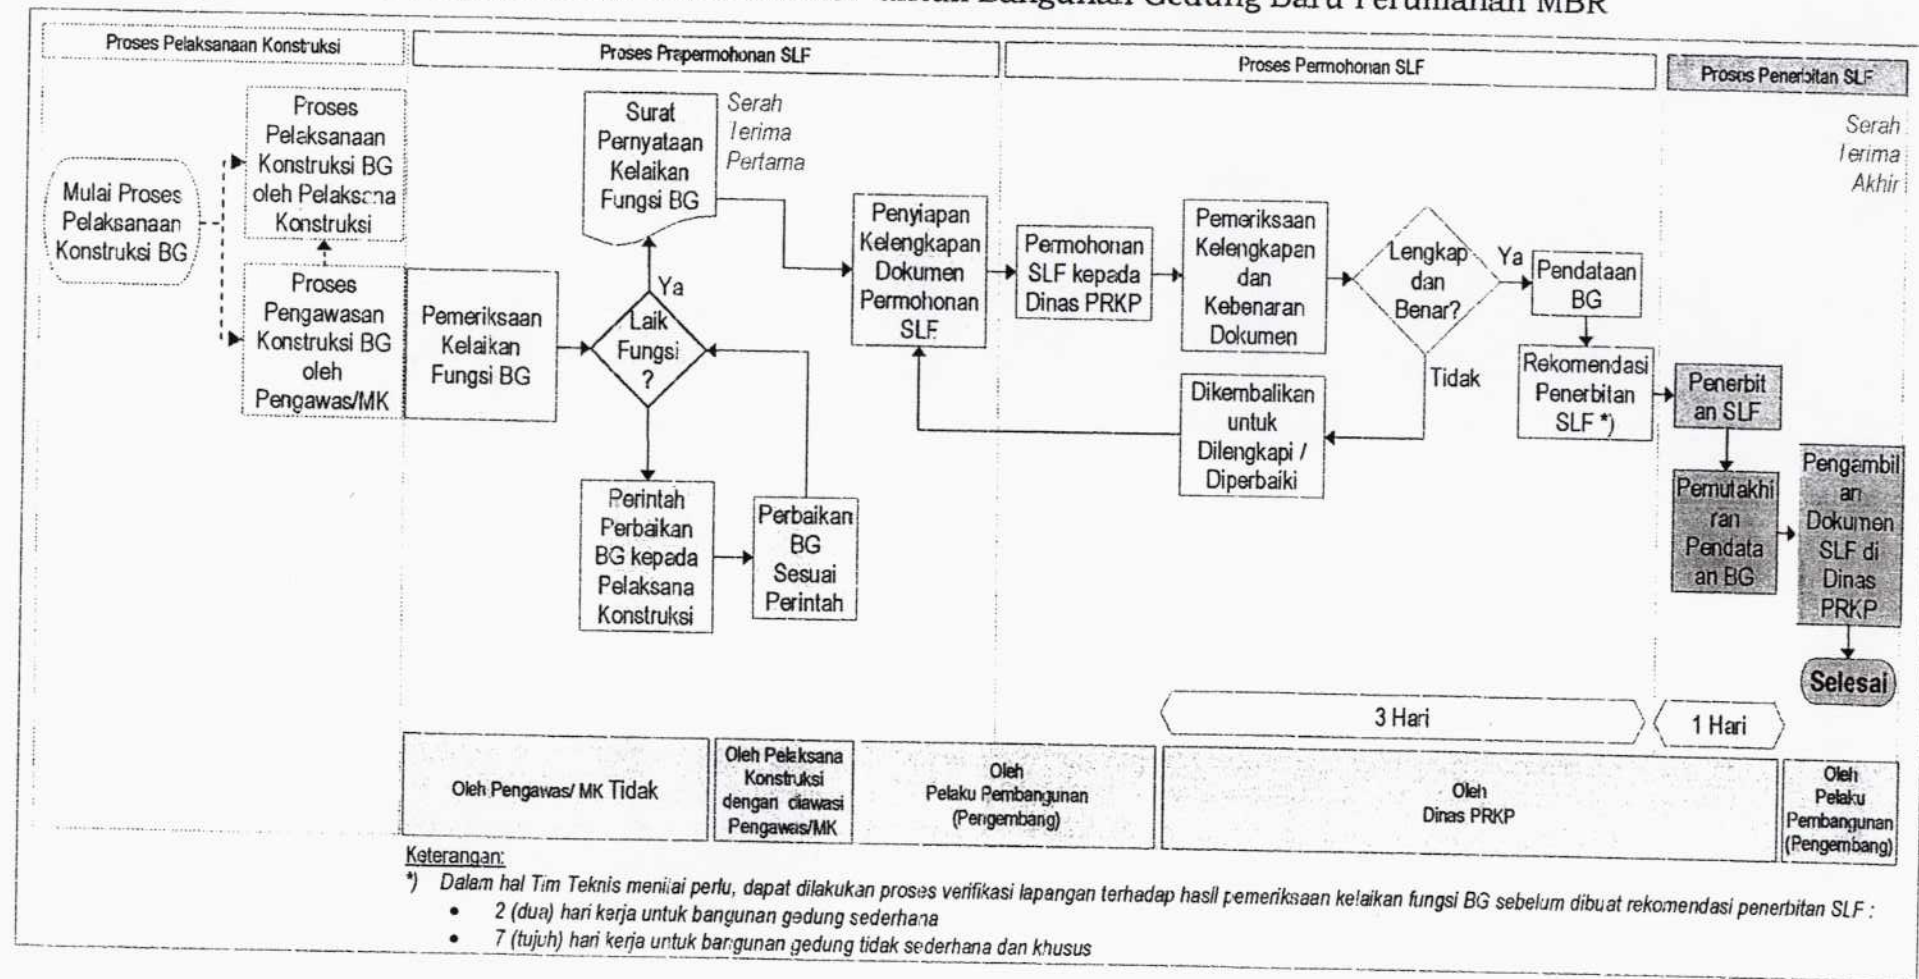 Bangunan Gedung Baru Perumahan MBR
Proses Pelaksanaan Konstruksi
Proses Prapermohonan SLF
Proses Permohonan SLF
Proses Penerbitan SLF
Mulai Proses
Pelaksanaan
Konstruksi BG
Proses
Pelaksanaan
Konstruksi BG
oleh Pelaksana
Konstruksi
Proses
Pengawasan
Konstruksi BG
oleh
Pengawas/MK
Pemeriksaan
Kelaikan
Fungsi BG
Surat
Pernyataan
Kelaikan
Fungsi BG
Serah
Terima
Pertama
Ya
Laik
Fungsi
?
Perintah
Perbaikan
BG kepada
Pelaksana
Konstruksi
Perbaikan
BG
Sesuai
Perintah
Penyiapan
Kelengkapan
Dokumen
Permohonan
SLF
Permohonan
SLF kepada
Dinas PRKP
Pemeriksaan
Kelengkapan
dan
Kebenaran
Dokumen
Lengkap
dan
Benar?
Ya
Tidak
Dikembalikan
untuk
Dilengkapi /
Diperbaiki
Pendataan
BG
Rekomendasi
Penerbitan
SLF *)
Serah
Terima
Akhir
Penerbit
an SLF
Pemutakhi
ran
Pendata
an BG
Pengambil
an
Dokumen
SLF di
Dinas
PRKP
Selesai
3 Hari
1 Hari
Oleh Pengawas/ MK Tidak
Oleh Pelaksana
Konstruksi
dengan diawasi
Pengawas/MK
Oleh
Pelaku Pembangunan
(Pengembang)
Oleh
Dinas PRKP
Oleh
Pelaku
Pembangunan
(Pengembang)
Keterangan:
*) Dalam hal Tim Teknis menilai perlu, dapat dilakukan proses verifikasi lapangan terhadap hasil pemeriksaan kelaikan fungsi BG sebelum dibuat rekomendasi penerbitan SLF :
• 2 (dua) hari kerja untuk bangunan gedung sederhana
• 7 (tujuh) hari kerja untuk bangunan gedung tidak sederhana dan khusus